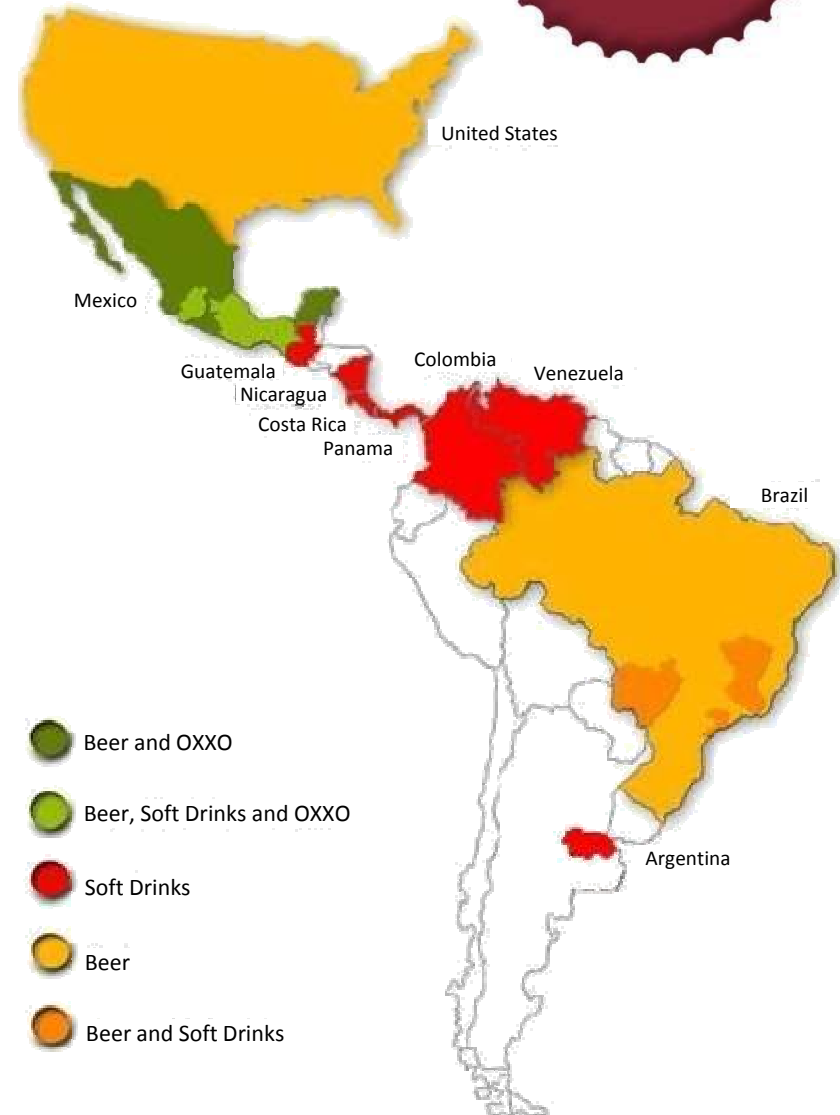 United States
Mexico
Guatemala
Nicaragua
Costa Rica
Panama
Colombia
Venezuela
Brazil
Argentina
Beer and OXXO
Beer, Soft Drinks and OXXO
Soft Drinks
Beer
Beer and Soft Drinks